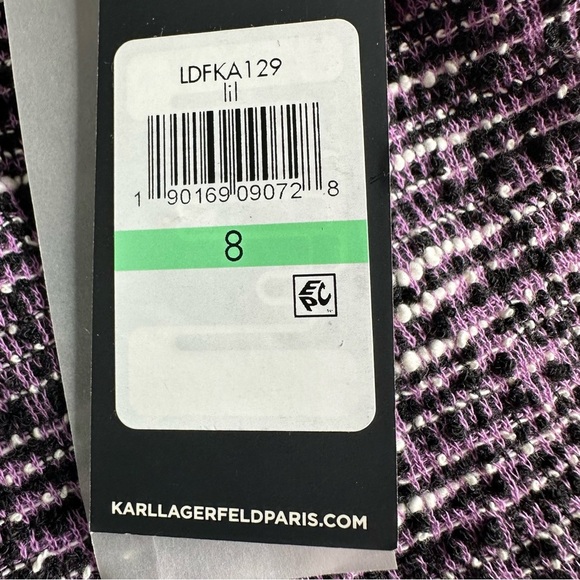 LDFKA129
lil
1 90169 09072 8
8
EPC
KARLLAGERFELDPARIS.COM